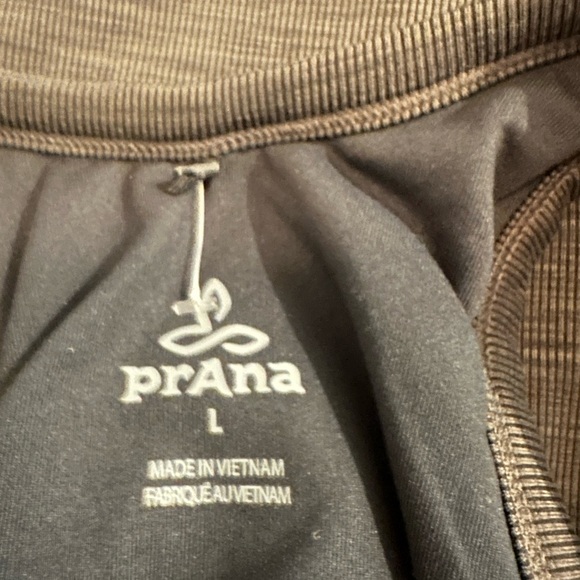 prAna
L
MADE IN VIETNAM
FABRIQUÉ AU VIETNAM